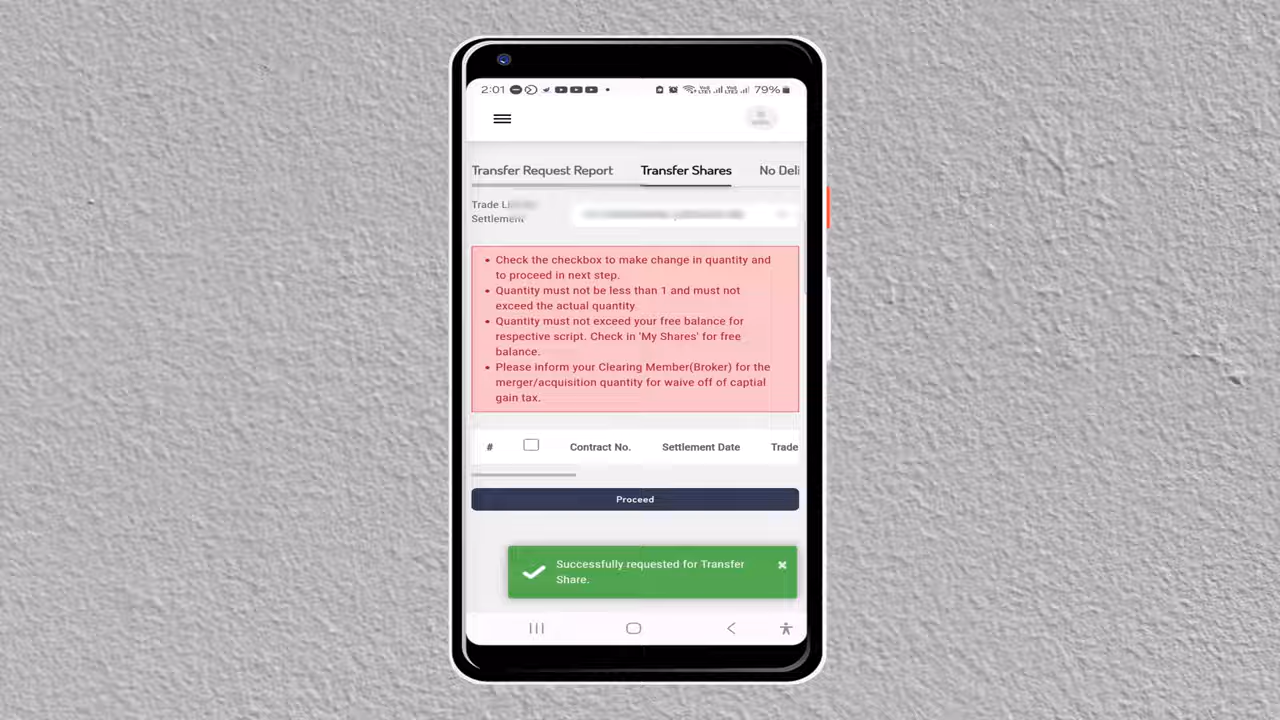 2:01
79%
Transfer Request Report Transfer Shares No Deli
Trade
Settlement
• Check the checkbox to make change in quantity and
to proceed in next step.
• Quantity must not be less than 1 and must not
exceed the actual quantity
• Quantity must not exceed your free balance for
respective script. Check in 'My Shares' for free
balance.
• Please inform your Clearing Member(Broker) for the
merger/acquisition quantity for waive off of captial
gain tax.
# Contract No. Settlement Date Trade
Proceed
Successfully requested for Transfer
Share.